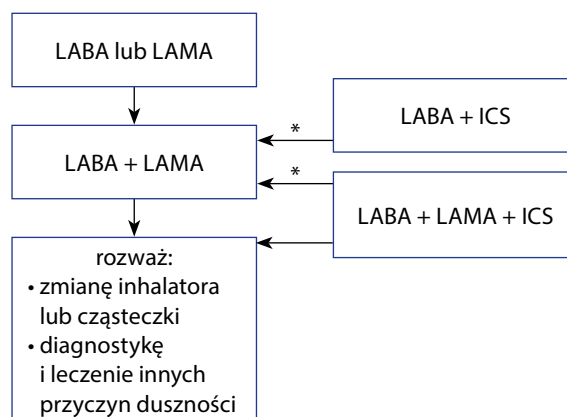 LABA lub LAMA
LABA + LAMA
*
LABA + ICS
*
LABA + LAMA + ICS
rozważ:
• zmianę inhalatora
lub cząsteczki
• diagnostykę
i leczenie innych
przyczyn duszności